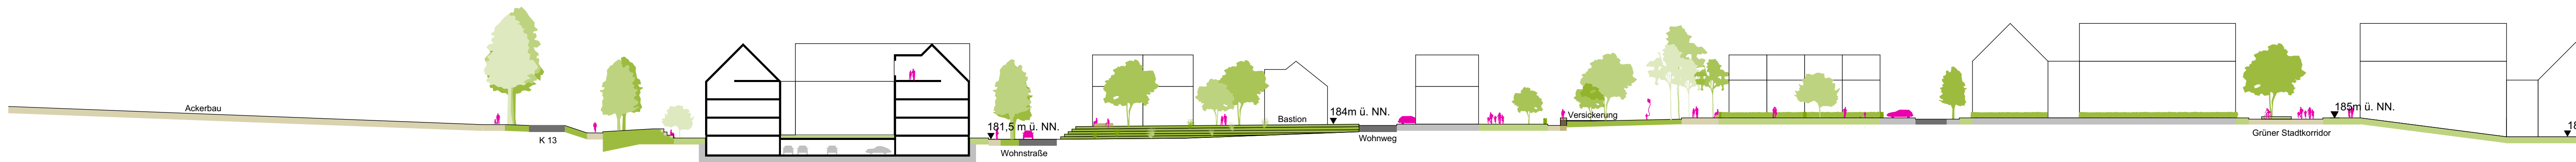 Ackerbau
K 13
181,5 m ü. NN.
Wohnstraße
Bastion
184m ü. NN.
Wohnweg
Versickerung
185m ü. NN.
Grüner Stadtkorridor